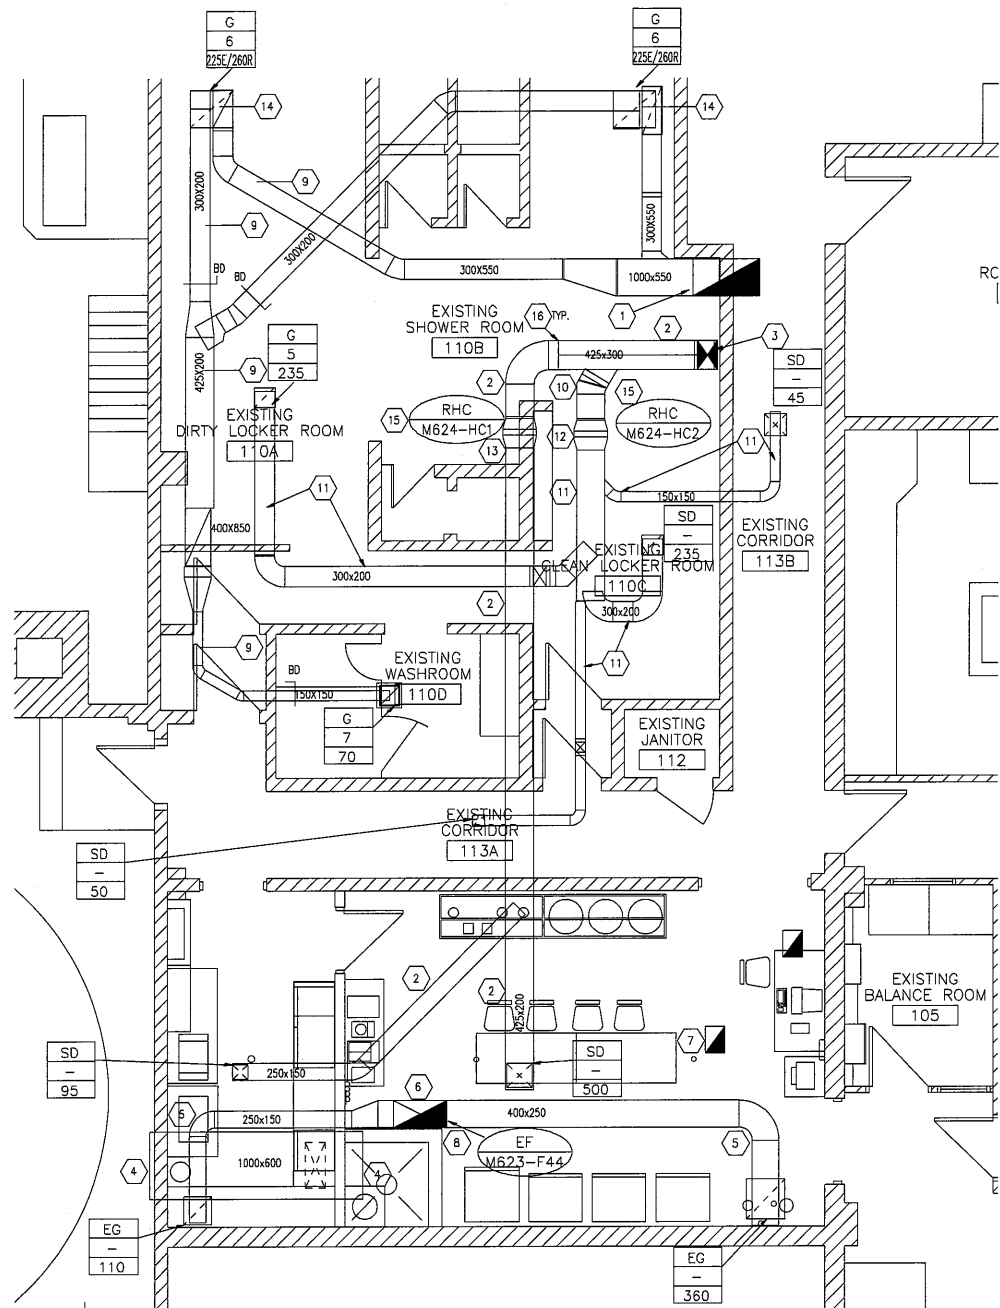 G
6
225E/260R
G
6
225E/260R
14
14
9
300X200
9
300X200
BD
BD
300X550
300X550
1000x550
1
RO
EXISTING
SHOWER ROOM
110B
16 TYP.
2
3
425x300
G
5
235
SD
-
45
9
425X200
2
10
15
15
RHC
M624-HC1
RHC
M624-HC2
EXISTING
DIRTY LOCKER ROOM
110A
13
12
11
11
11
150x150
400X850
SD
-
235
EXISTING
CORRIDOR
113B
300x200
EXISTING
CLEAN LOCKER ROOM
110C
2
300x200
9
11
EXISTING
WASHROOM
110D
BD
150X150
G
7
70
EXISTING
JANITOR
112
EXISTING
CORRIDOR
113A
SD
-
50
2
2
425x200
EXISTING
BALANCE ROOM
105
7
SD
-
95
250x150
SD
-
500
6
5
250x150
400x250
8
EF
M623-F44
5
4
1000x600
4
EG
-
110
EG
-
360